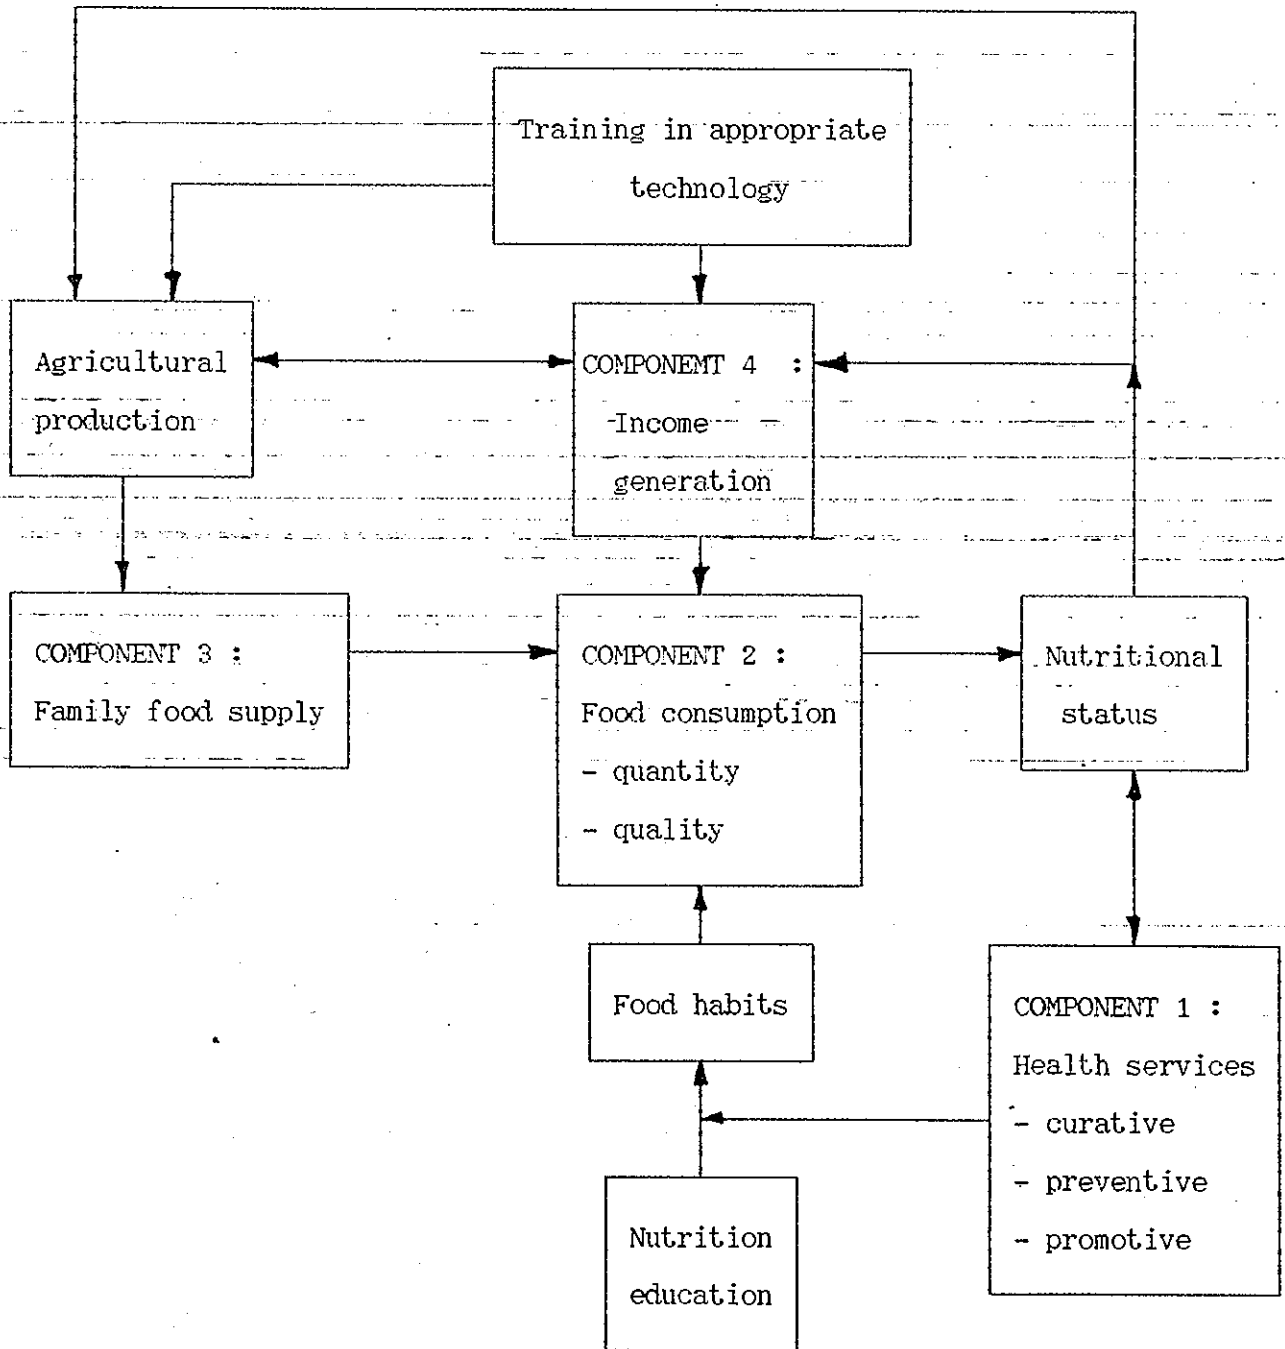 Training in appropriate
technology
Agricultural
production
COMPONEMT 4 :
Income
generation
COMPONENT 3 :
Family food supply
COMPONENT 2 :
Food consumption
- quantity
- quality
Nutritional
status
Food habits
COMPONENT 1 :
Health services
- curative
- preventive
- promotive
Nutrition
education